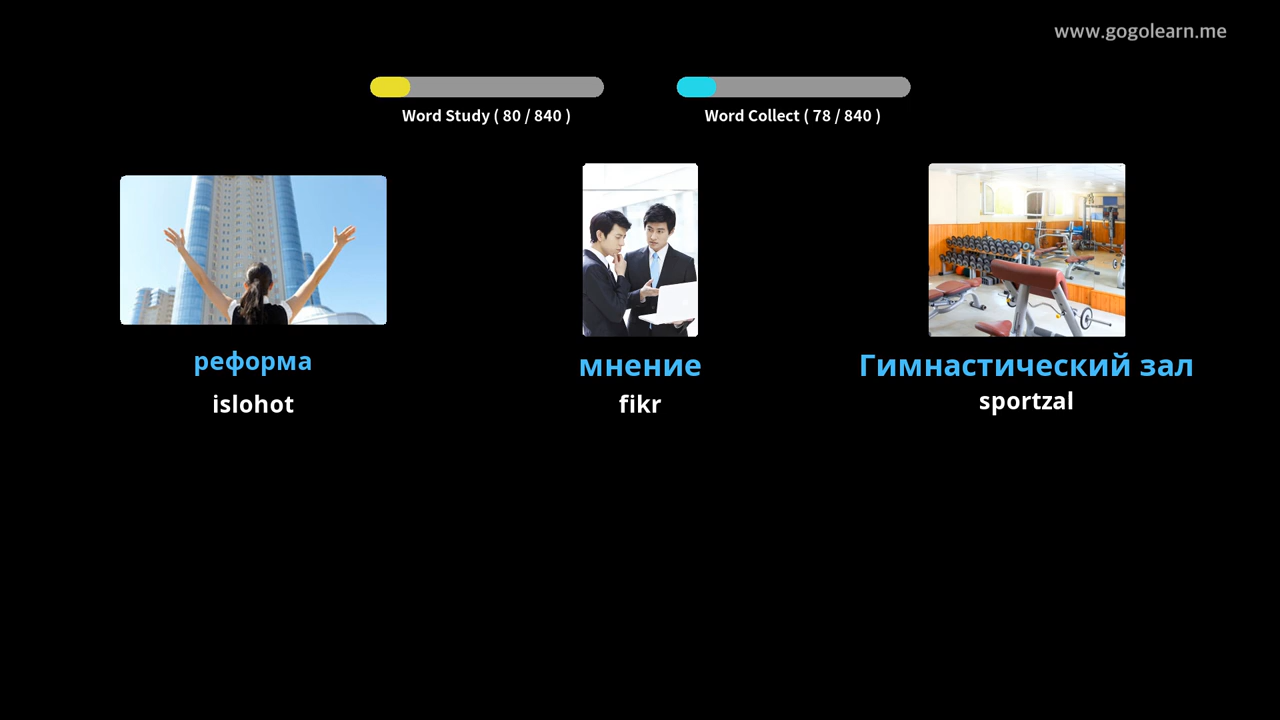 www.gogolearn.me
Word Study ( 80 / 840 )
Word Collect ( 78 / 840 )
реформа
islohot
мнение
fikr
Гимнастический зал
sportzal